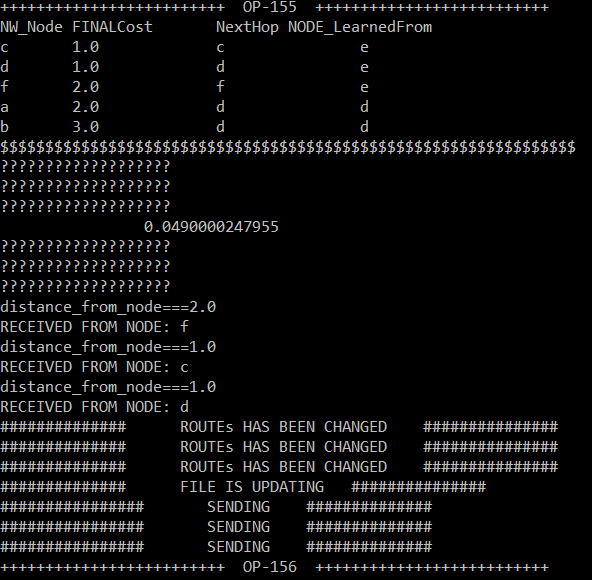 +++++++++++++++++++++++++  OP-155  ++++++++++++++++++++++++++
NW_Node FINALCost       NextHop NODE_LearnedFrom
c       1.0             c               e
d       1.0             d               e
f       2.0             f               e
a       2.0             d               d
b       3.0             d               d
$$$$$$$$$$$$$$$$$$$$$$$$$$$$$$$$$$$$$$$$$$$$$$$$$$$$$$$$$$$$$$$$
???????????????????
???????????????????
???????????????????
                0.0490000247955
???????????????????
???????????????????
???????????????????
distance_from_node===2.0
RECEIVED FROM NODE: f
distance_from_node===1.0
RECEIVED FROM NODE: c
distance_from_node===1.0
RECEIVED FROM NODE: d
##############      ROUTEs HAS BEEN CHANGED    ###############
##############      ROUTEs HAS BEEN CHANGED    ###############
##############      ROUTEs HAS BEEN CHANGED    ###############
##############      FILE IS UPDATING   ###############
################       SENDING    ##############
################       SENDING    ##############
################       SENDING    ##############
+++++++++++++++++++++++++  OP-156  ++++++++++++++++++++++++++